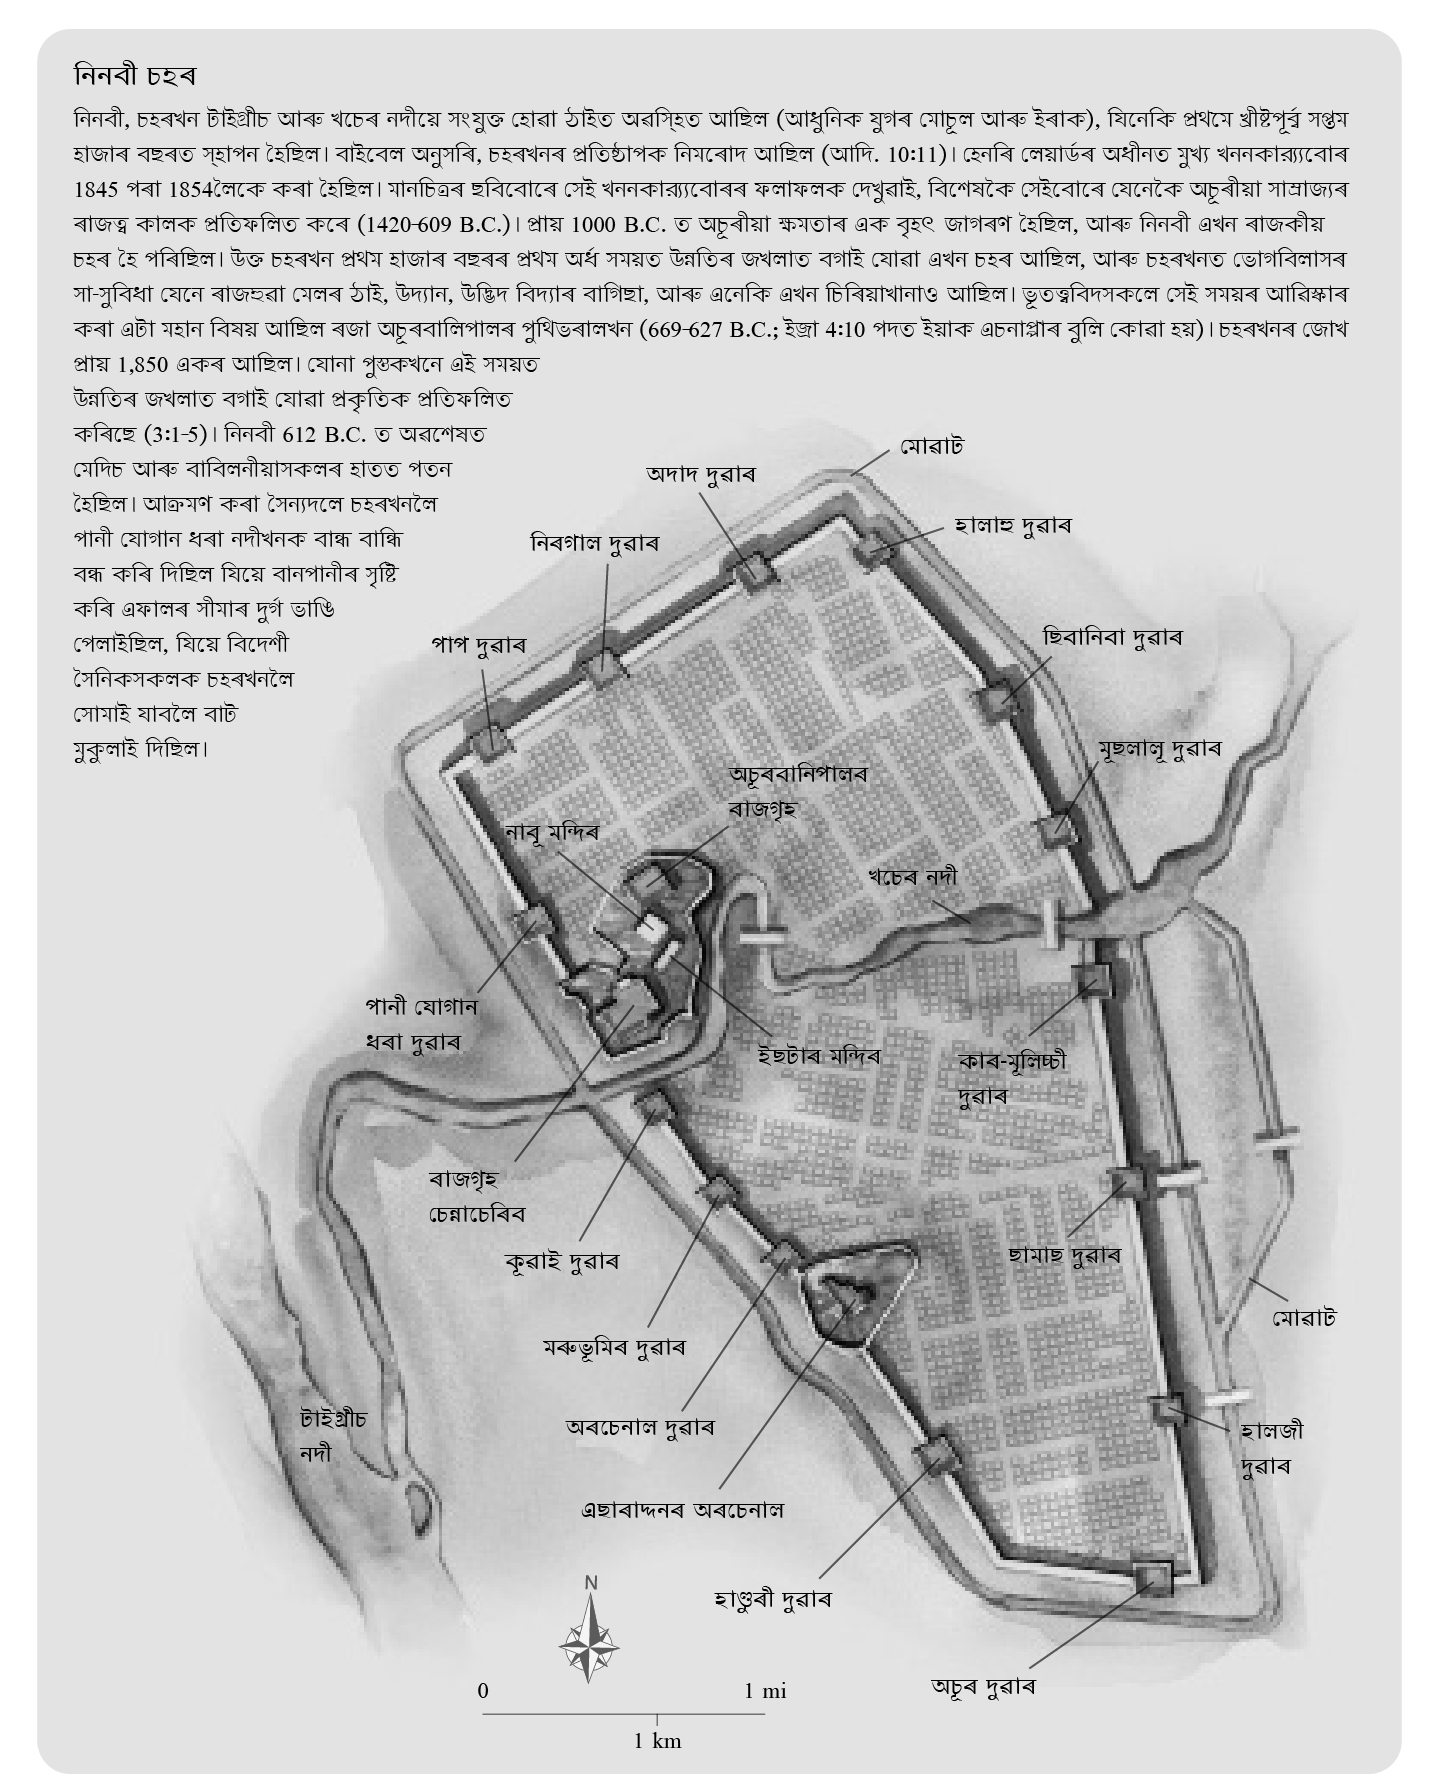 নিনবী চহৰ
নিনবী, চহৰখন টাইগ্ৰীচ আৰু খচেৰ নদীয়ে সংযুক্ত হোৱা ঠাইত অৱস্হিত আছিল (আধুনিক যুগৰ মোচূল আৰু ইৰাক), যিনেকি প্ৰথমে খ্ৰীষ্টপূৰ্ব্ব সপ্তম
হাজাৰ বছৰত স্হাপন হৈছিল। বাইবেল অনুসৰি, চহৰখনৰ প্ৰতিষ্ঠাপক নিমৰোদ আছিল (আদি. 10:11)। হেনৰি লেয়াৰ্ডৰ অধীনত মুখ্য খননকাৰ্য্যবোৰ
1845 পৰা 1854লৈকে কৰা হৈছিল। মানচিত্ৰৰ ছবিবোৰে সেই খননকাৰ্য্যবোৰৰ ফলাফলক দেখুৱাই, বিশেষকৈ সেইবোৰে যেনেকৈ অচূৰীয়া সাম্ৰাজ্যৰ
ৰাজত্ব কালক প্ৰতিফলিত কৰে (1420-609 B.C.)। প্ৰায় 1000 B.C. ত অচূৰীয়া ক্ষমতাৰ এক বৃহৎ জাগৰণ হৈছিল, আৰু নিনবী এখন ৰাজকীয়
চহৰ হৈ পৰিছিল। উক্ত চহৰখন প্ৰথম হাজাৰ বছৰৰ প্ৰথম অৰ্ধ সময়ত উন্নতিৰ জখলাত বগাই যোৱা এখন চহৰ আছিল, আৰু চহৰখনত ভোগবিলাসৰ
সা-সুবিধা যেনে ৰাজহুৱা মেলৰ ঠাই, উদ্যান, উদ্ভিদ বিদ্যাৰ বাগিছা, আৰু এনেকি এখন চিৰিয়াখানাও আছিল। ভূতত্ত্ববিদসকলে সেই সময়ৰ আৱিস্কাৰ
কৰা এটা মহান বিষয় আছিল ৰজা অচূৰবালিপালৰ পুথিভৰালখন (669-627 B.C.; ইজ্ৰা 4:10 পদত ইয়াক এচনাপ্পাৰ বুলি কোৱা হয়)। চহৰখনৰ জোখ
প্ৰায় 1,850 একৰ আছিল। যোনা পুস্তকখনে এই সময়ত
উন্নতিৰ জখলাত বগাই যোৱা প্ৰকৃতিক প্ৰতিফলিত
কৰিছে (3:1-5)। নিনবী 612 B.C. ত অৱশেষত
মেদিচ আৰু বাবিলনীয়াসকলৰ হাতত পতন
হৈছিল। আক্ৰমণ কৰা সৈন্যদলে চহৰখনলৈ
পানী যোগান ধৰা নদীখনক বান্ধ বান্ধি
বন্ধ কৰি দিছিল যিয়ে বানপানীৰ সৃষ্টি
কৰি এফালৰ সীমাৰ দুৰ্গ ভাঙি
পেলাইছিল, যিয়ে বিদেশী
সৈনিকসকলক চহৰখনলৈ
সোমাই যাবলৈ বাট
মুকুলাই দিছিল।
মোৱাট
অদাদ দুৱাৰ
হালাহু দুৱাৰ
নিৰগাল দুৱাৰ
ছিবানিবা দুৱাৰ
পাপ দুৱাৰ
মূছলালূ দুৱাৰ
অচূৰবানিপালৰ
ৰাজগৃহ
নাবূ মন্দিৰ
খচেৰ নদী
পানী যোগান
ধৰা দুৱাৰ
ইছটাৰ মন্দিৰ
কাৰ-মূলিচ্চী
দুৱাৰ
ৰাজগৃহ
চেন্নাচেৰিব
কূৱাই দুৱাৰ
ছামাছ দুৱাৰ
মোৱাট
মৰুভূমিৰ দুৱাৰ
টাইগ্ৰীচ
নদী
অৰচেনাল দুৱাৰ
হালজী
দুৱাৰ
এছাৰাদ্দনৰ অৰচেনাল
হাণ্ডুৰী দুৱাৰ
N
অচূৰ দুৱাৰ
0 1 mi
1 km